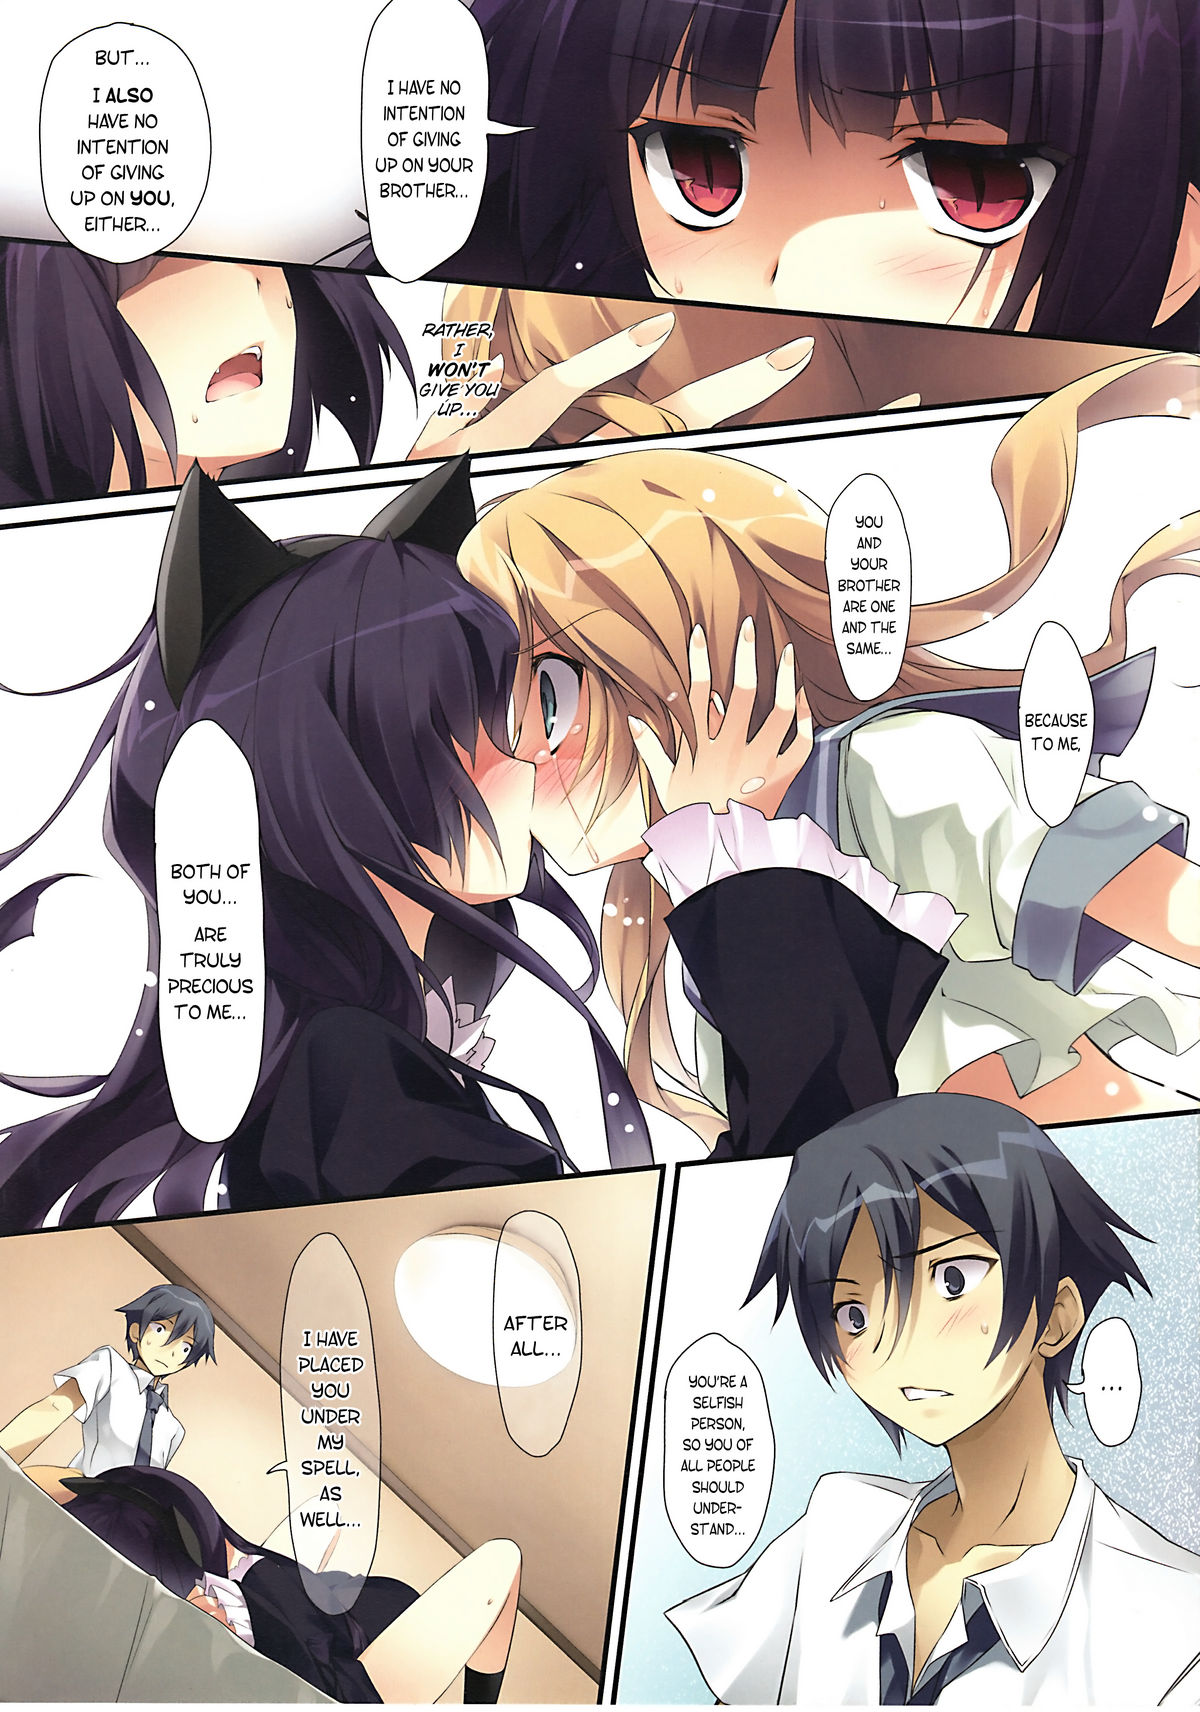 I HAVE NO
INTENTION
OF GIVING
UP ON YOUR
BROTHER...
BUT...
I ALSO
HAVE NO
INTENTION
OF GIVING
UP ON YOU,
EITHER...
RATHER,
I
WON'T
GIVE YOU
UP...
BECAUSE
TO ME,
YOU
AND
YOUR
BROTHER
ARE ONE
AND THE
SAME...
BOTH OF
YOU...
ARE
TRULY
PRECIOUS
TO ME...
...
YOU'RE A
SELFISH
PERSON,
SO YOU OF
ALL PEOPLE
SHOULD
UNDER-
STAND...
AFTER
ALL...
I HAVE
PLACED
YOU
UNDER
MY
SPELL,
AS
WELL...